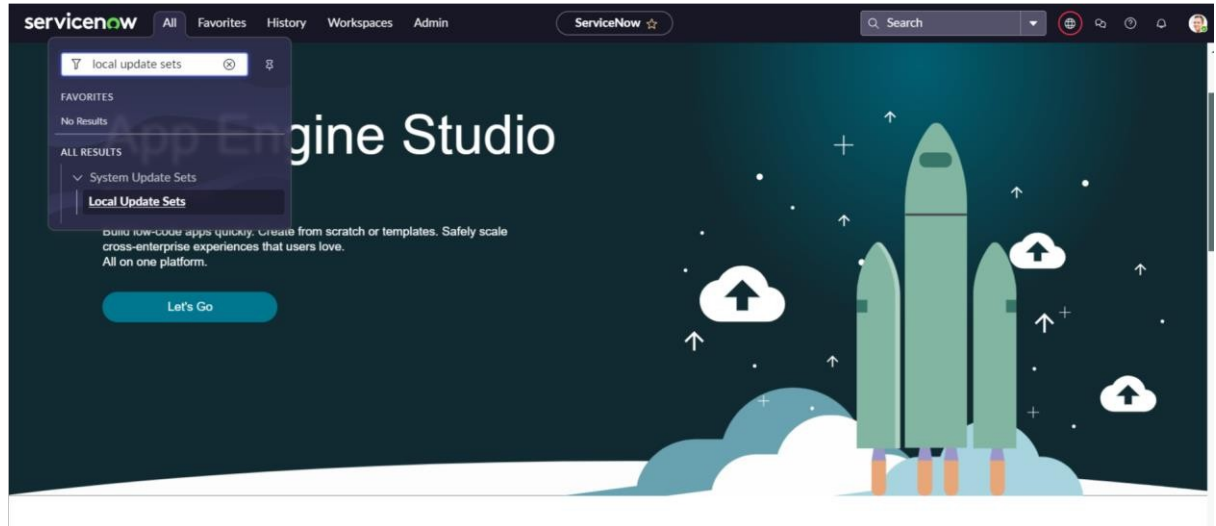 servicenow All Favorites History Workspaces Admin ServiceNow Search
local update sets
FAVORITES
No Results
App Engine Studio
ALL RESULTS
System Update Sets
Local Update Sets
Build low-code apps quickly. Create from scratch or templates. Safely scale
cross-enterprise experiences that users love.
All on one platform.
Let's Go